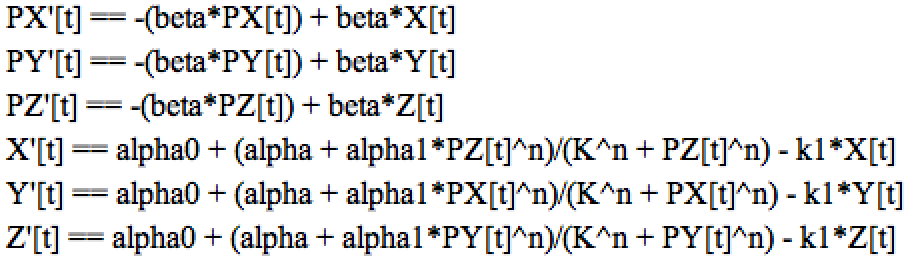 PX'[t] == -(beta*PX[t]) + beta*X[t]
PY'[t] == -(beta*PY[t]) + beta*Y[t]
PZ'[t] == -(beta*PZ[t]) + beta*Z[t]
X'[t] == alpha0 + (alpha + alpha1*PZ[t]^n)/(K^n + PZ[t]^n) - k1*X[t]
Y'[t] == alpha0 + (alpha + alpha1*PX[t]^n)/(K^n + PX[t]^n) - k1*Y[t]
Z'[t] == alpha0 + (alpha + alpha1*PY[t]^n)/(K^n + PY[t]^n) - k1*Z[t]